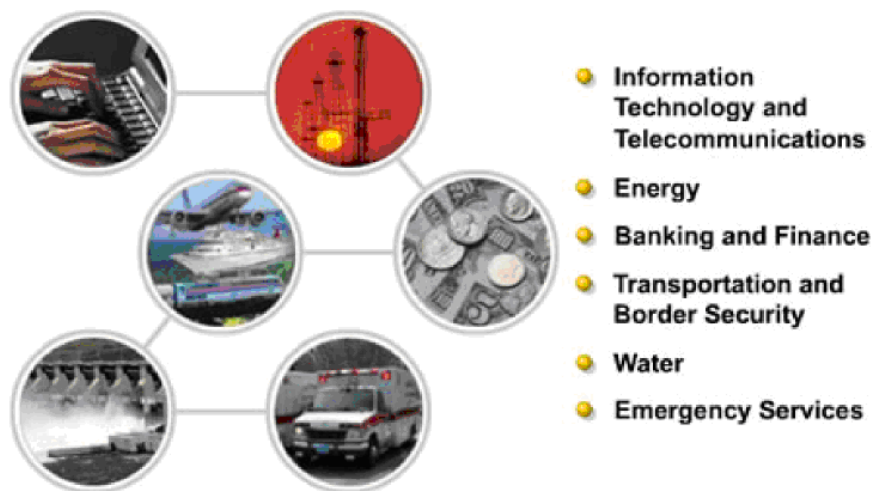 Information
Technology and
Telecommunications
Energy
Banking and Finance
Transportation and
Border Security
Water
Emergency Services